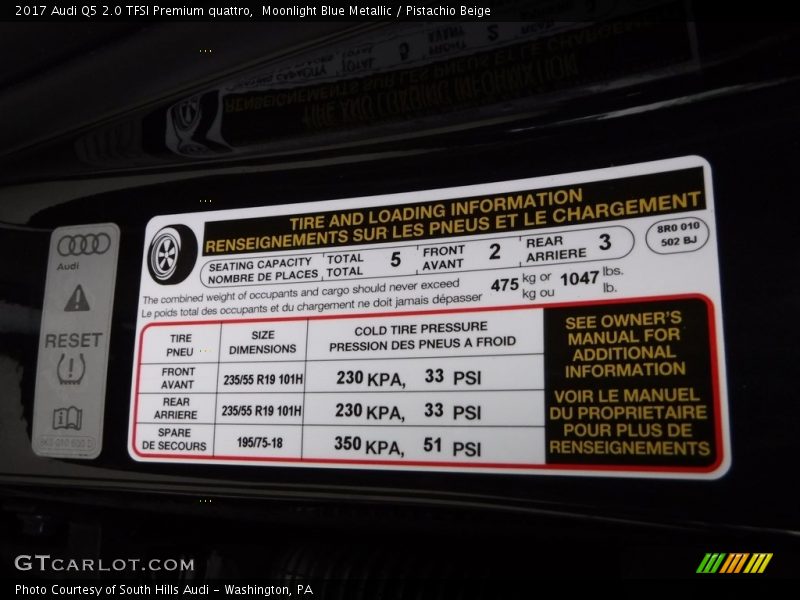 2017 Audi Q5 2.0 TFSI Premium quattro,  Moonlight Blue Metallic / Pistachio Beige
TIRE AND LOADING INFORMATION
RENSEIGNEMENTS SUR LES PNEUS ET LE CHARGEMENT
SEATING CAPACITY
NOMBRE DE PLACES
TOTAL
TOTAL
5
FRONT
AVANT
2
REAR
ARRIERE
3
8R0 010
502 BJ
The combined weight of occupants and cargo should never exceed
Le poids total des occupants et du chargement ne doit jamais dépasser
475
kg or
kg ou
1047
lbs.
lb.
TIRE
PNEU
SIZE
DIMENSIONS
COLD TIRE PRESSURE
PRESSION DES PNEUS A FROID
FRONT
AVANT
235/55 R19 101H
230 KPA, 33 PSI
REAR
ARRIERE
235/55 R19 101H
230 KPA, 33 PSI
SPARE
DE SECOURS
195/75-18
350 KPA, 51 PSI
SEE OWNER'S
MANUAL FOR
ADDITIONAL
INFORMATION
VOIR LE MANUEL
DU PROPRIETAIRE
POUR PLUS DE
RENSEIGNEMENTS
Audi
RESET
GTCARLOT.COM
Photo Courtesy of South Hills Audi - Washington, PA